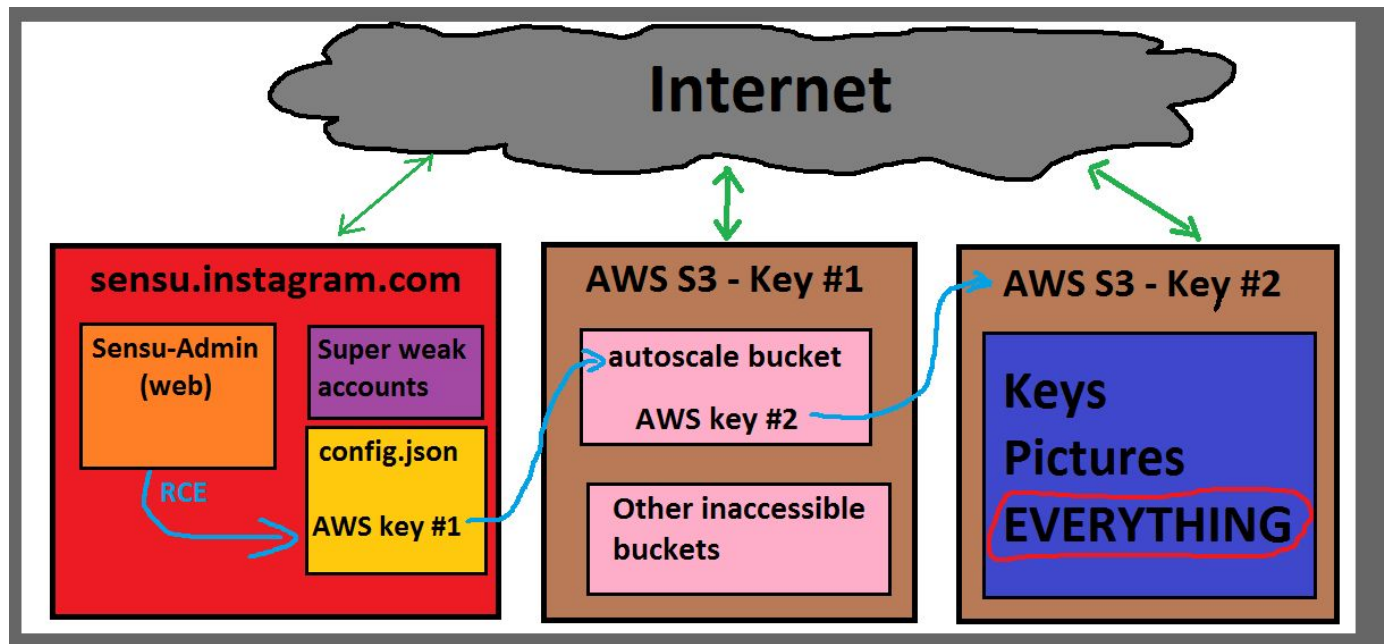 Internet
sensu.instagram.com
Sensu-Admin
(web)
Super weak
accounts
config.json
AWS key #1
RCE
AWS S3 - Key #1
autoscale bucket
AWS key #2
Other inaccessible
buckets
AWS S3 - Key #2
Keys
Pictures
EVERYTHING